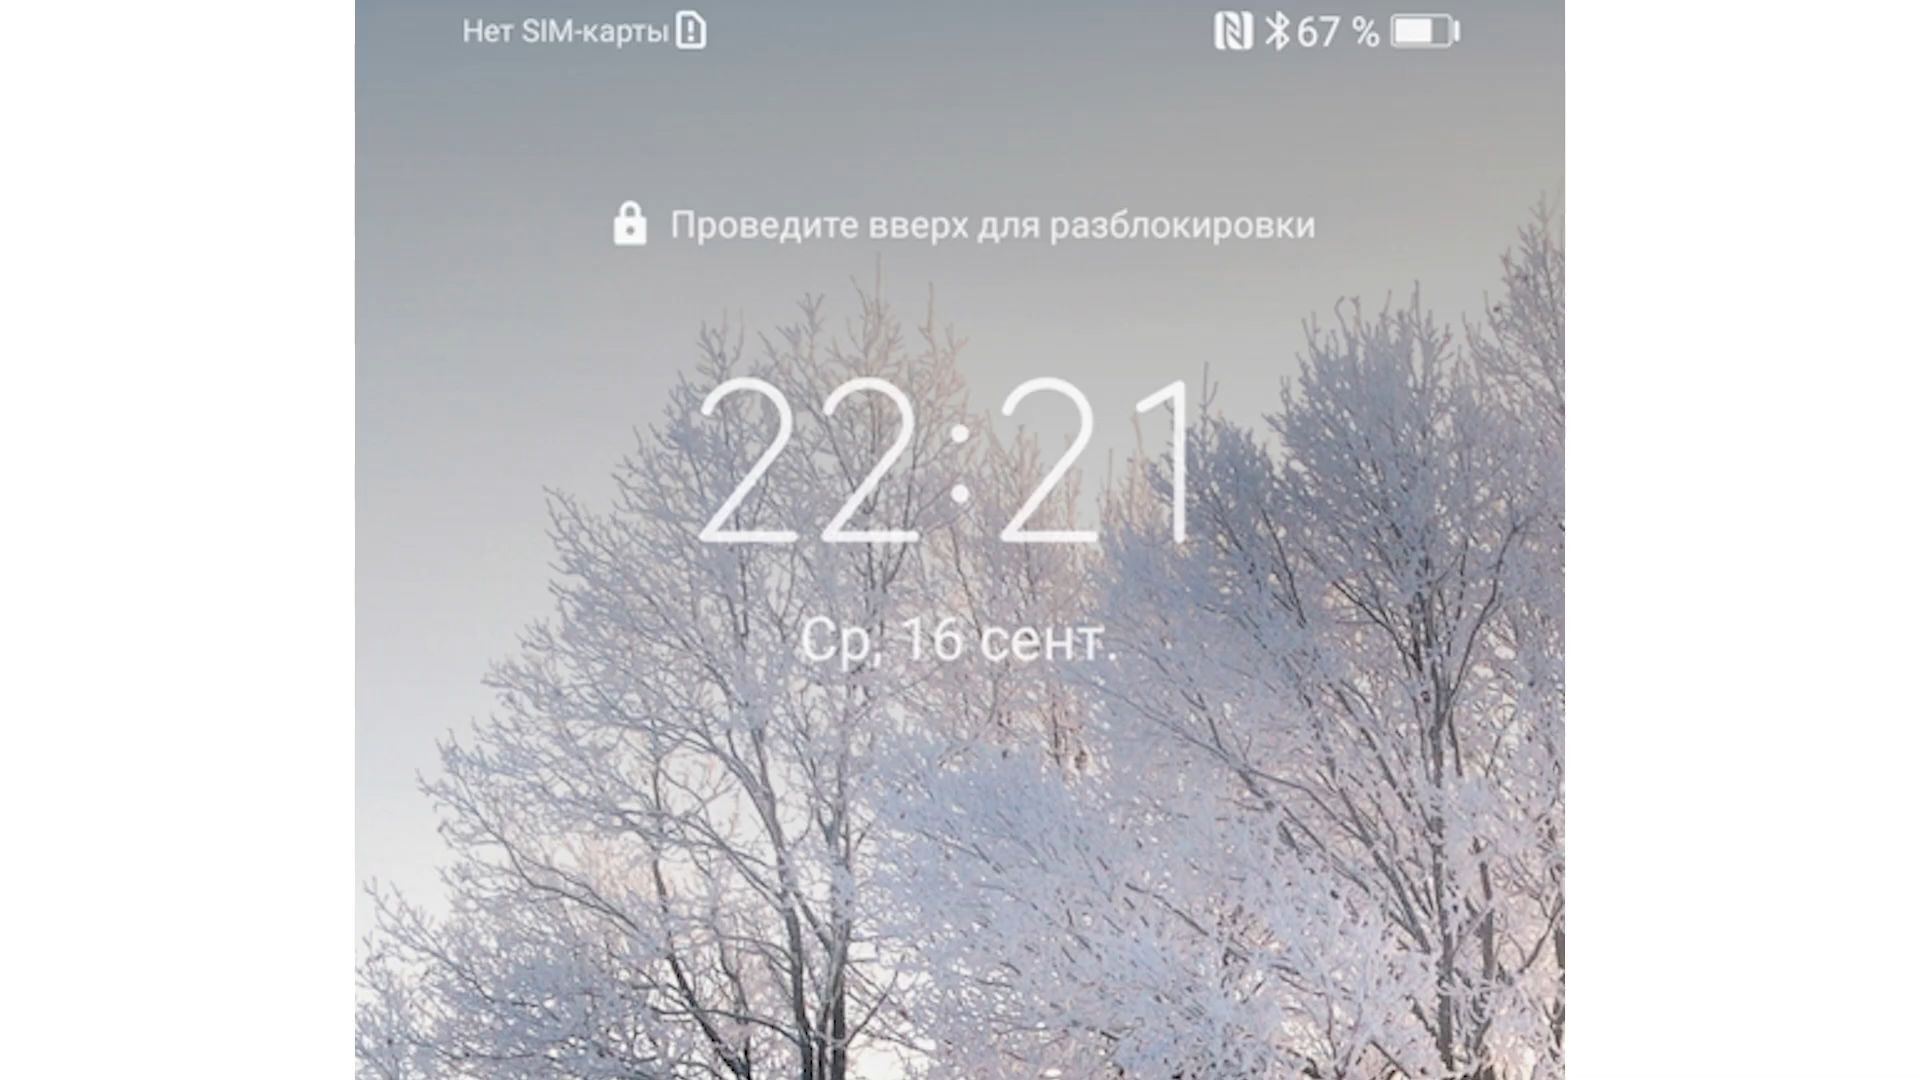 Нет SIM-карты
67 %
Проведите вверх для разблокировки
22:21
Ср, 16 сент.